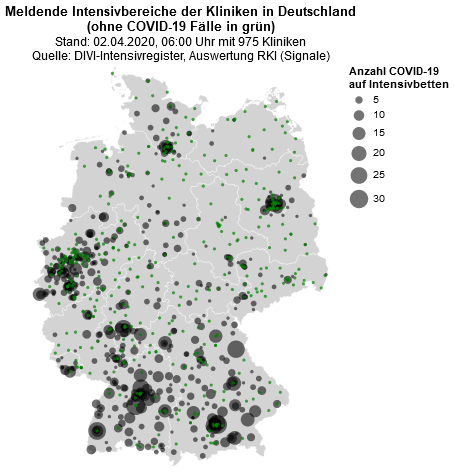 Meldende Intensivbereiche der Kliniken in Deutschland
(ohne COVID-19 Fälle in grün)
Stand: 02.04.2020, 06:00 Uhr mit 975 Kliniken
Quelle: DIVI-Intensivregister, Auswertung RKI (Signale)
Anzahl COVID-19
auf Intensivbetten
5
10
15
20
25
30